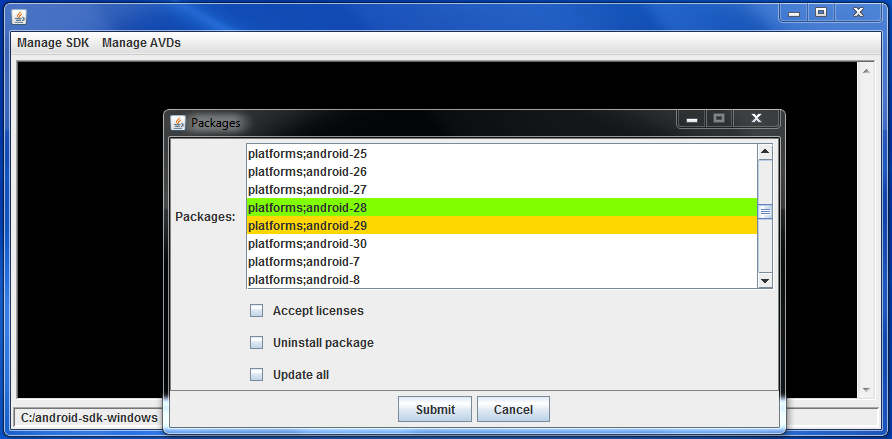 Manage SDK Manage AVDs
Packages
platforms;android-25
platforms;android-26
platforms;android-27
Packages: platforms;android-28
platforms;android-29
platforms;android-30
platforms;android-7
platforms;android-8
Accept licenses
Uninstall package
Update all
Submit Cancel
C:/android-sdk-windows